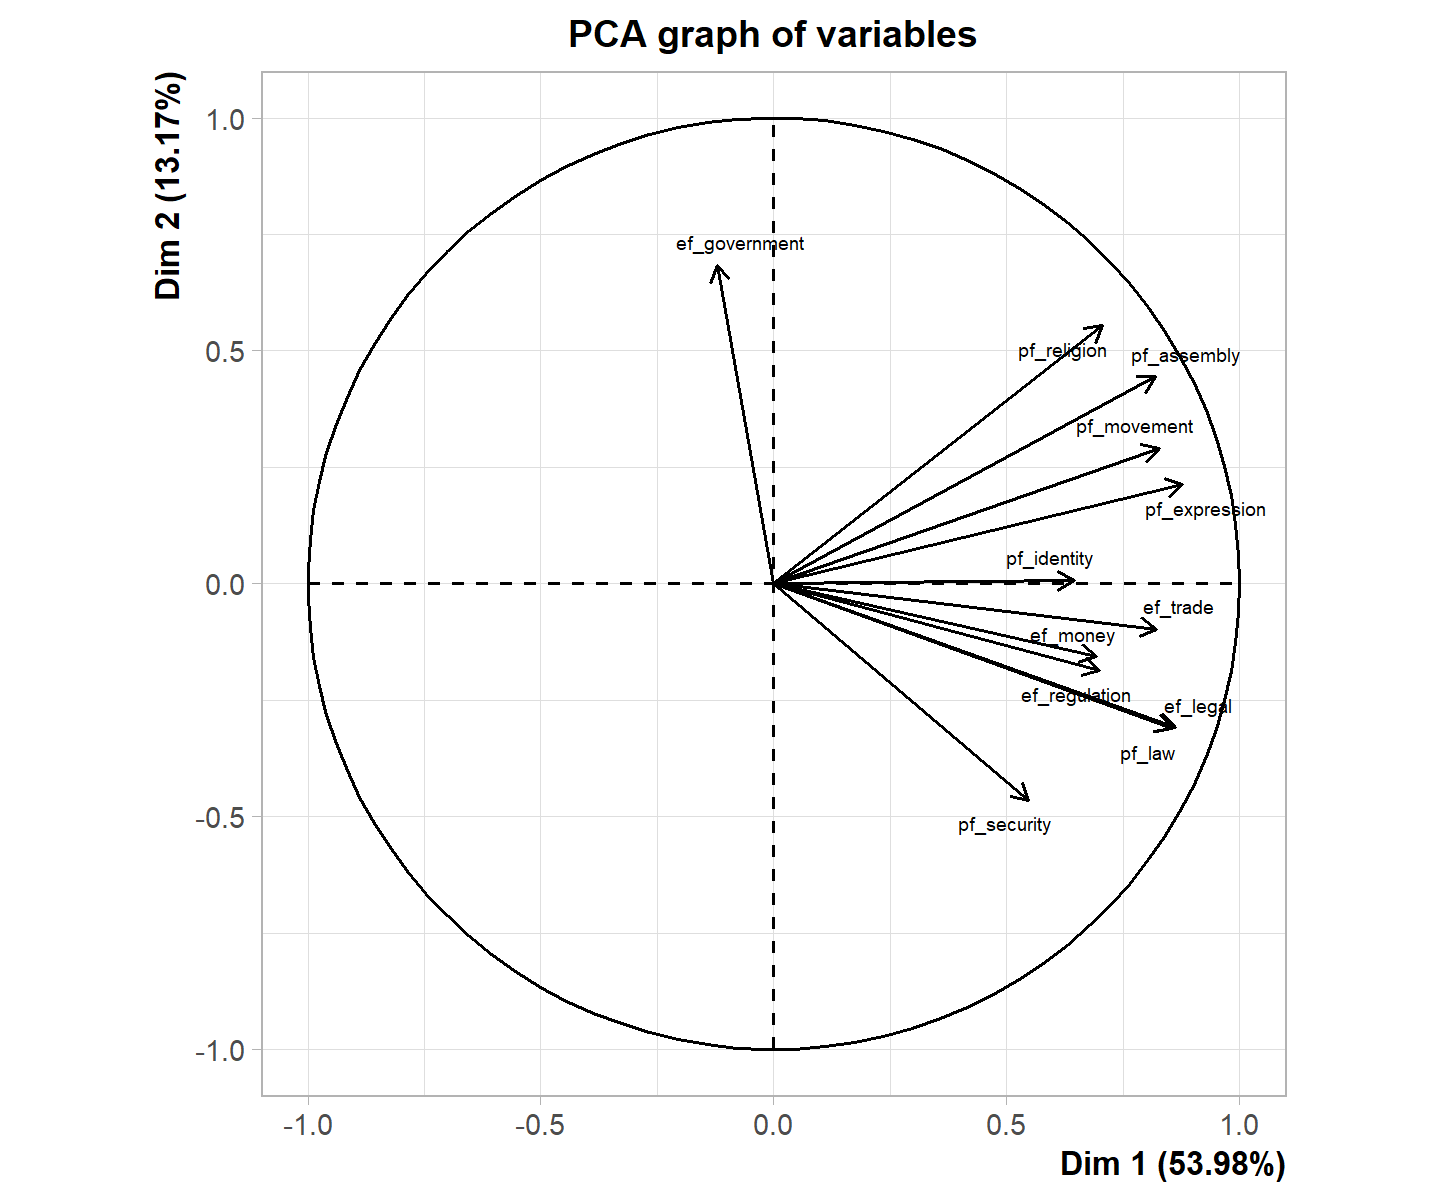 PCA graph of variables
Dim 2 (13.17%)
1.0
0.5
0.0
-0.5
-1.0
ef_government
pf_religion
pf_assembly
pf_movement
pf_expression
pf_identity
ef_trade
ef_money
ef_regulation
ef_legal
pf_law
pf_security
-1.0
-0.5
0.0
0.5
1.0
Dim 1 (53.98%)